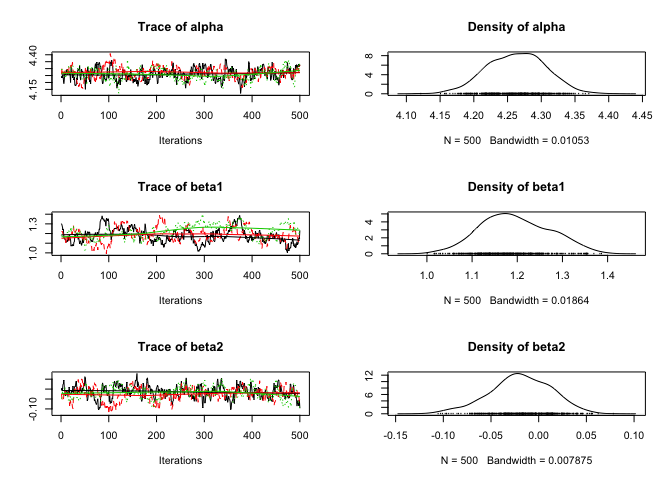 Trace of alpha
4.15 4.40
0 100 200 300 400 500
Iterations
Density of alpha
0 4 8
4.10 4.15 4.20 4.25 4.30 4.35 4.40 4.45
N = 500 Bandwidth = 0.01053
Trace of beta1
1.0 1.3
0 100 200 300 400 500
Iterations
Density of beta1
0 2 4
1.0 1.1 1.2 1.3 1.4
N = 500 Bandwidth = 0.01864
Trace of beta2
-0.10
0 100 200 300 400 500
Iterations
Density of beta2
0 4 8 12
-0.15 -0.10 -0.05 0.00 0.05 0.10
N = 500 Bandwidth = 0.007875